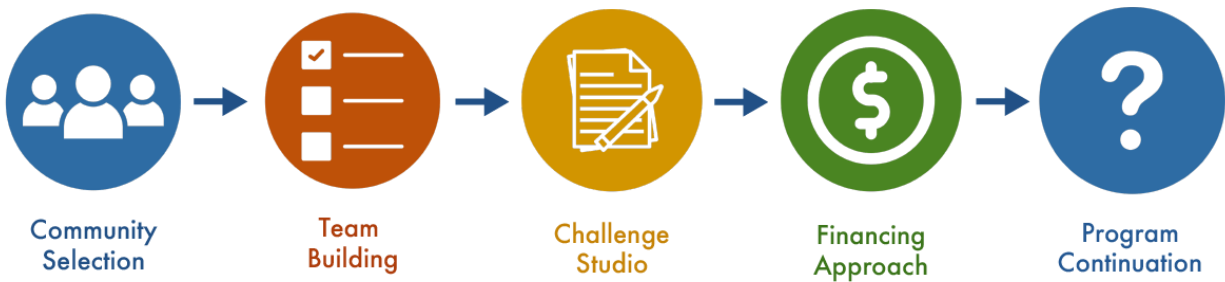 Community
Selection
Team
Building
Challenge
Studio
Financing
Approach
Program
Continuation